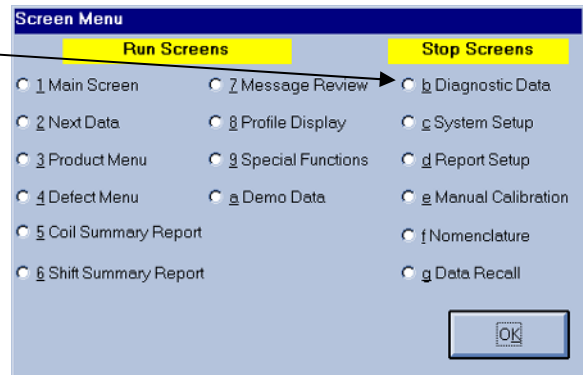 Screen Menu
Run Screens
Stop Screens
1 Main Screen
7 Message Review
b Diagnostic Data
2 Next Data
8 Profile Display
c System Setup
3 Product Menu
9 Special Functions
d Report Setup
4 Defect Menu
a Demo Data
e Manual Calibration
5 Coil Summary Report
f Nomenclature
6 Shift Summary Report
g Data Recall
OK